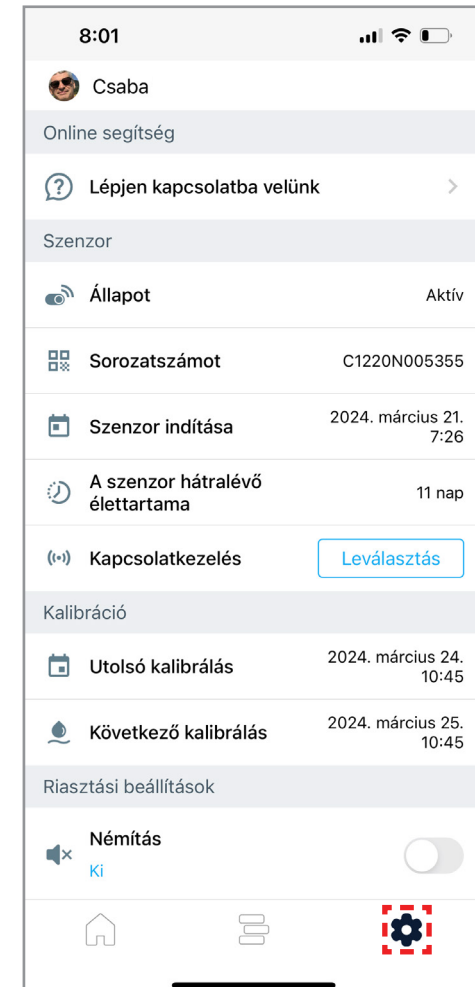 8:01
Csaba
Online segítség
Lépjen kapcsolatba velünk
Szenzor
Állapot
Aktív
Sorozatszámot
C1220N005355
Szenzor indítása
2024. március 21.
7:26
A szenzor hátralévő
élettartama
11 nap
Kapcsolatkezelés
Leválasztás
Kalibráció
Utolsó kalibrálás
2024. március 24.
10:45
Következő kalibrálás
2024. március 25.
10:45
Riasztási beállítások
Némítás
Ki